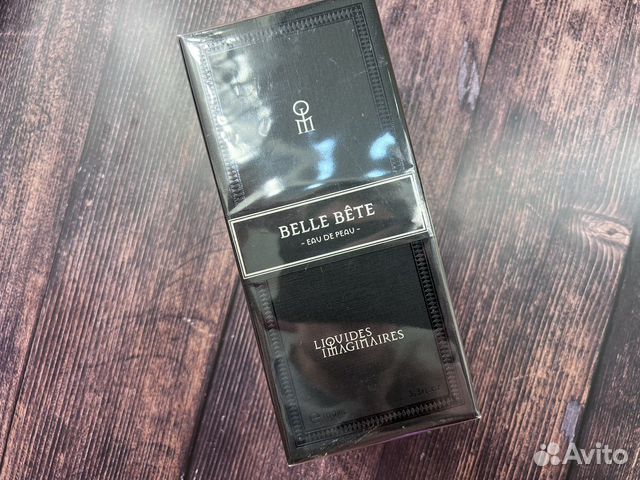 BELLE BÊTE
- EAU DE PEAU -
LIQUIDES
IMAGINAIRES
Avito